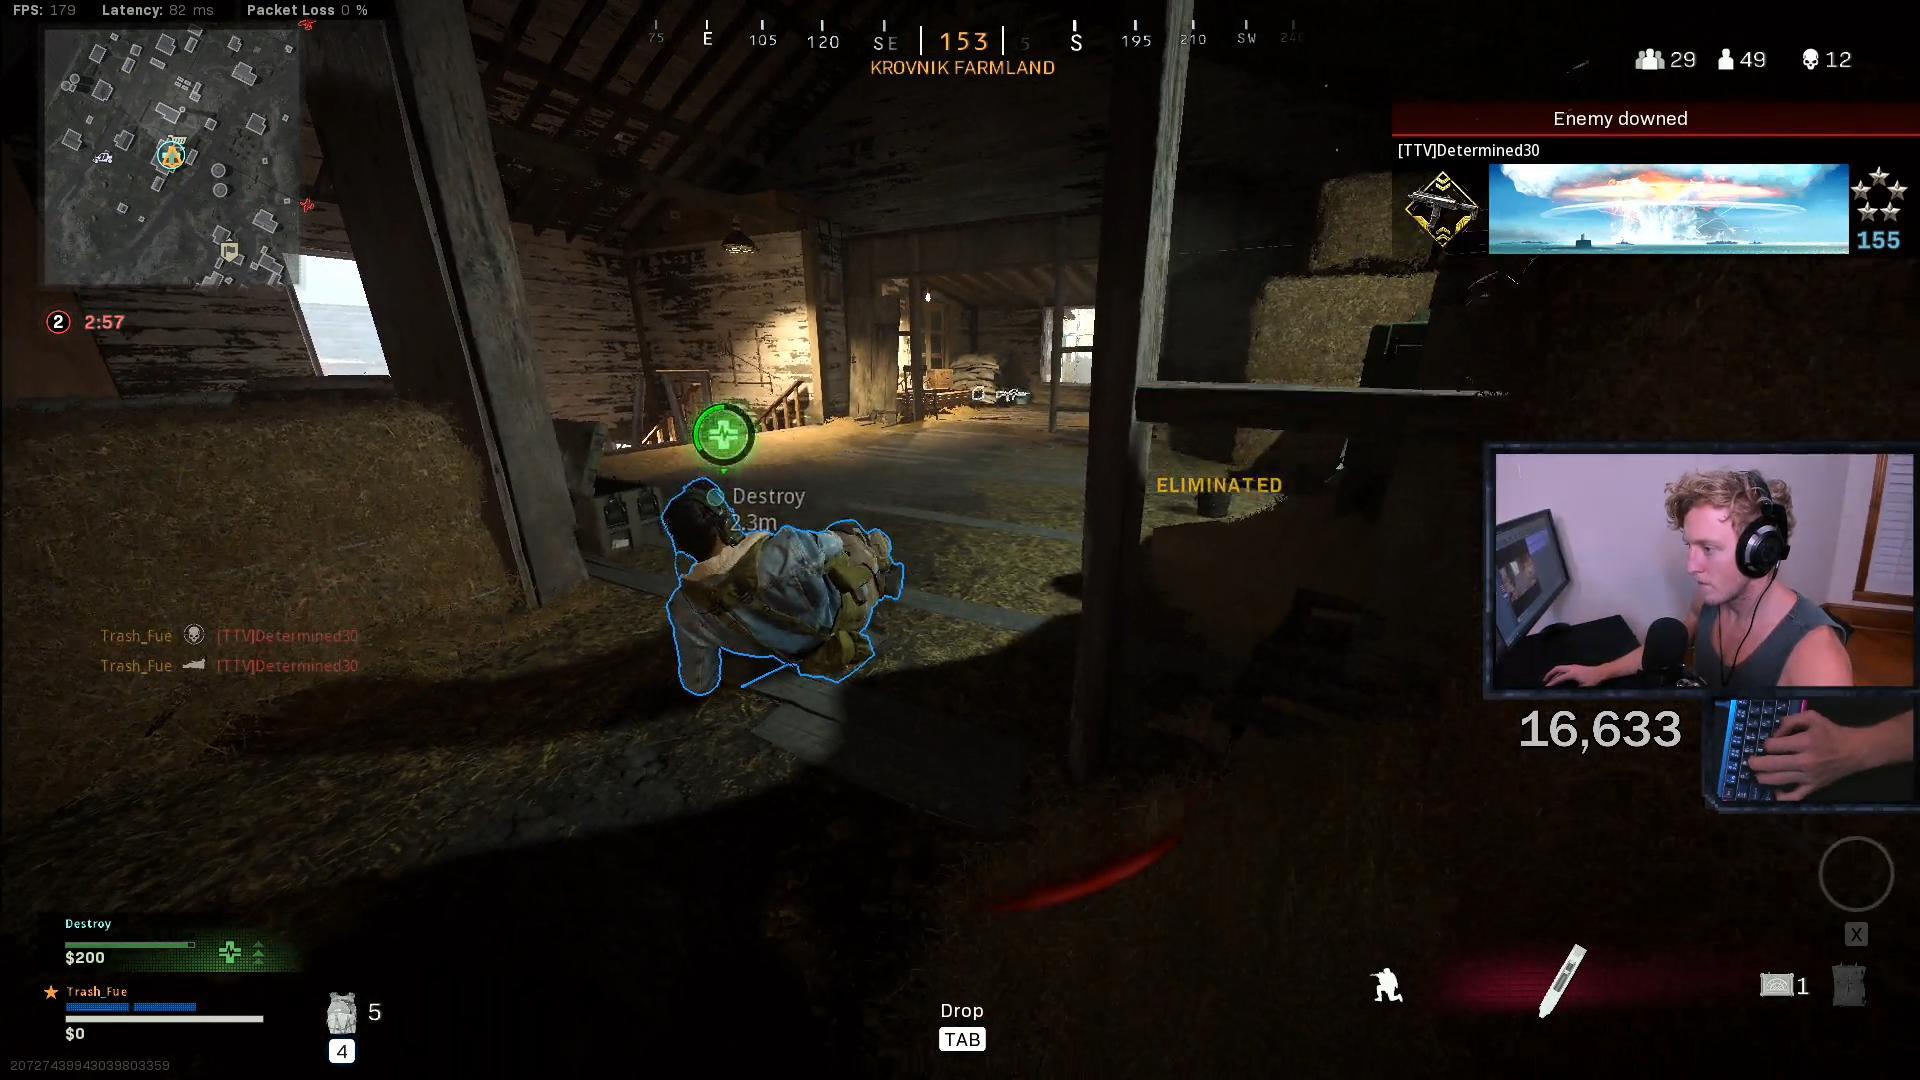 FPS: 179 Latency: 82 ms Packet Loss 0 %
75 E 105 120 SE 153 5 S 195 210 SW 240
KROVNIK FARMLAND
29 49 12
Enemy downed
[TTV]Determined30
155
2 2:57
Destroy
2.3m
ELIMINATED
Trash_Fue [TTV]Determined30
Trash_Fue [TTV]Determined30
16,633
Destroy
$200
Trash_Fue
$0
5
4
Drop
TAB
X
1
20727439943039803359